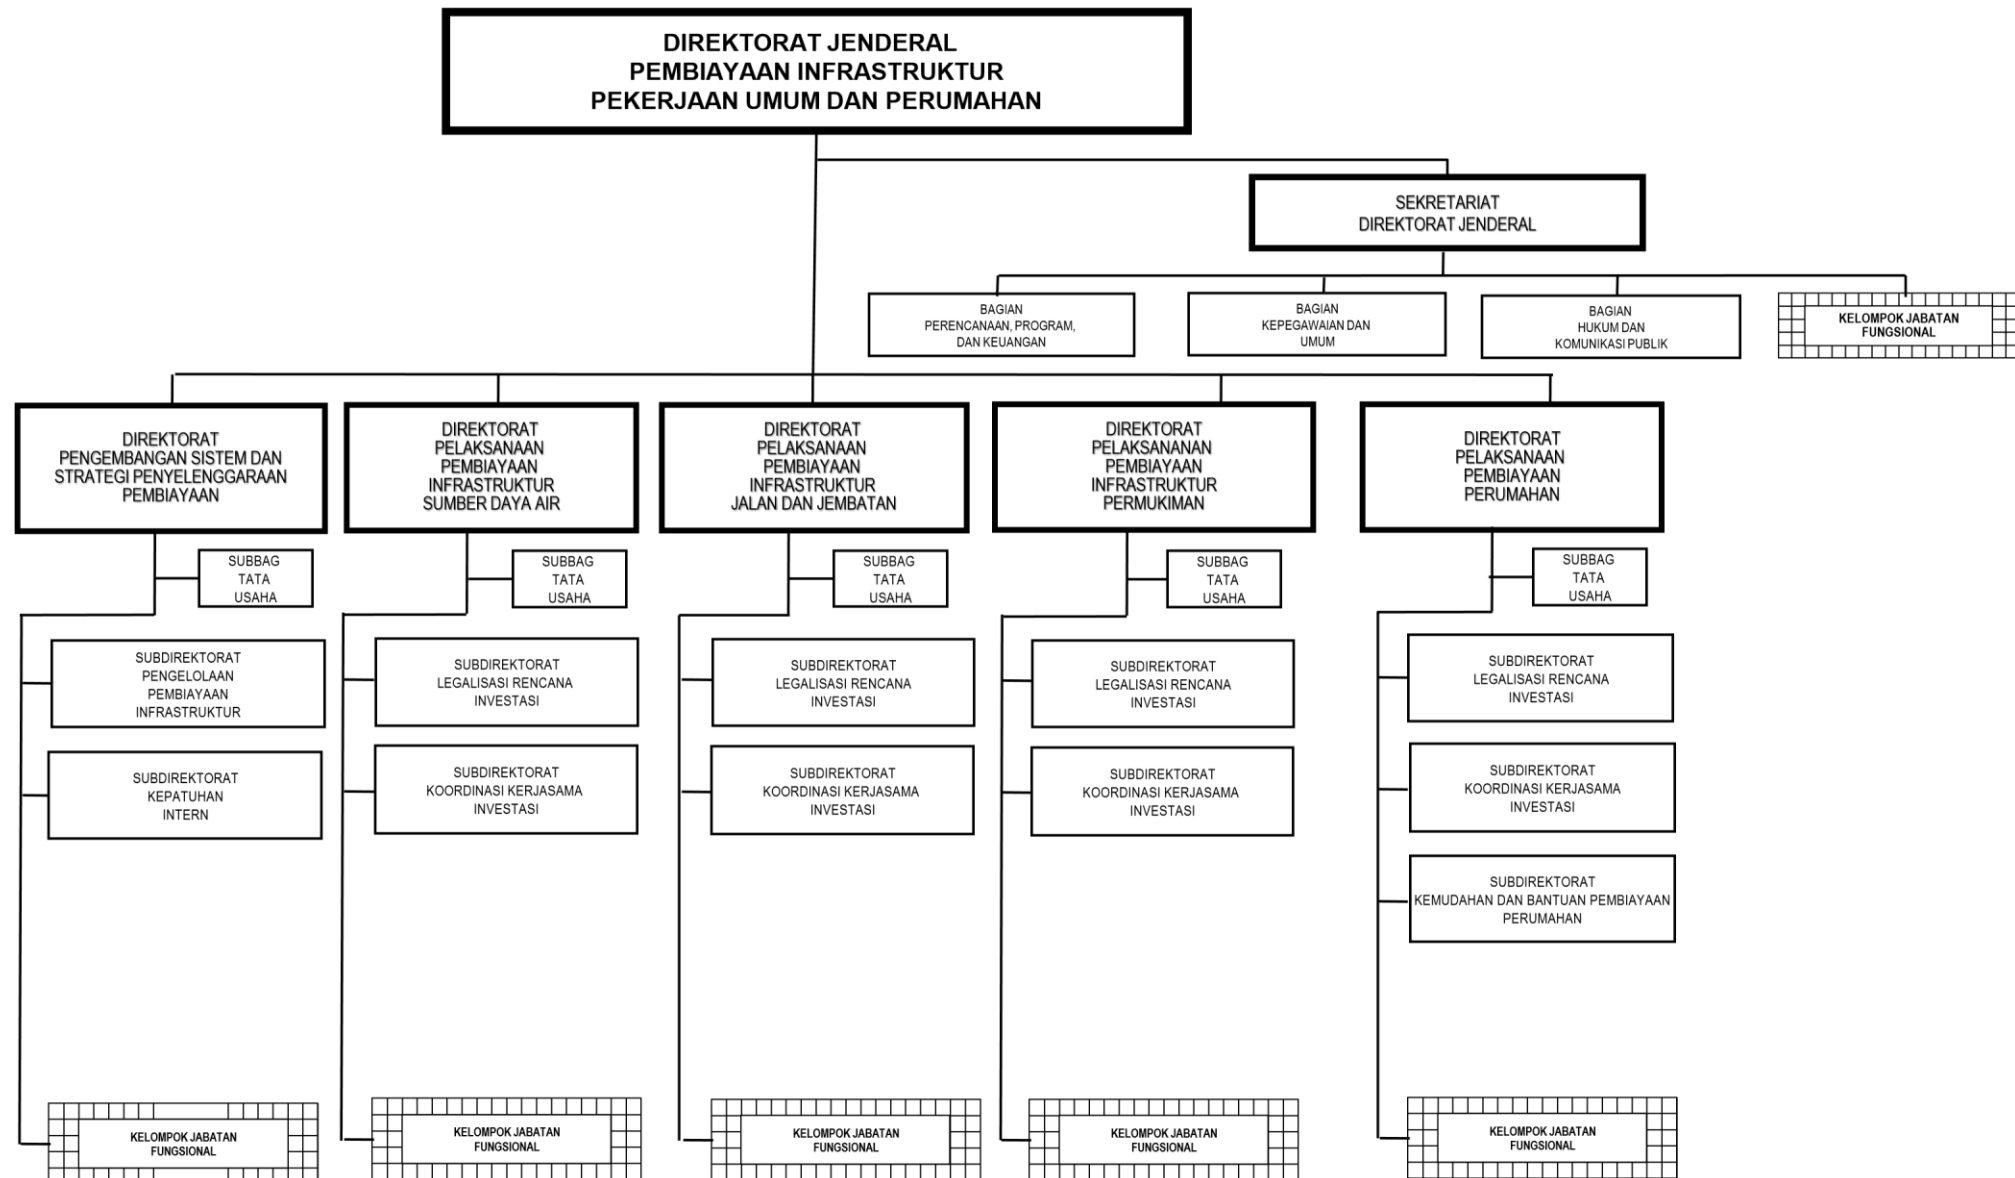 DIREKTORAT JENDERAL
PEMBIAYAAN INFRASTRUKTUR
PEKERJAAN UMUM DAN PERUMAHAN
SEKRETARIAT
DIREKTORAT JENDERAL
BAGIAN
PERENCANAAN, PROGRAM,
DAN KEUANGAN
BAGIAN
KEPEGAWAIAN DAN
UMUM
BAGIAN
HUKUM DAN
KOMUNIKASI PUBLIK
KELOMPOK JABATAN
FUNGSIONAL
DIREKTORAT
PENGEMBANGAN SISTEM DAN
STRATEGI PENYELENGGARAAN
PEMBIAYAAN
DIREKTORAT
PELAKSANAAN
PEMBIAYAAN
INFRASTRUKTUR
SUMBER DAYA AIR
DIREKTORAT
PELAKSANAAN
PEMBIAYAAN
INFRASTRUKTUR
JALAN DAN JEMBATAN
DIREKTORAT
PELAKSANANAN
PEMBIAYAAN
INFRASTRUKTUR
PERMUKIMAN
DIREKTORAT
PELAKSANAAN
PEMBIAYAAN
PERUMAHAN
SUBBAG
TATA
USAHA
SUBBAG
TATA
USAHA
SUBBAG
TATA
USAHA
SUBBAG
TATA
USAHA
SUBBAG
TATA
USAHA
SUBDIREKTORAT
PENGELOLAAN
PEMBIAYAAN
INFRASTRUKTUR
SUBDIREKTORAT
LEGALISASI RENCANA
INVESTASI
SUBDIREKTORAT
LEGALISASI RENCANA
INVESTASI
SUBDIREKTORAT
LEGALISASI RENCANA
INVESTASI
SUBDIREKTORAT
LEGALISASI RENCANA
INVESTASI
SUBDIREKTORAT
KEPATUHAN
INTERN
SUBDIREKTORAT
KOORDINASI KERJASAMA
INVESTASI
SUBDIREKTORAT
KOORDINASI KERJASAMA
INVESTASI
SUBDIREKTORAT
KOORDINASI KERJASAMA
INVESTASI
SUBDIREKTORAT
KOORDINASI KERJASAMA
INVESTASI
SUBDIREKTORAT
KEMUDAHAN DAN BANTUAN PEMBIAYAAN
PERUMAHAN
KELOMPOK JABATAN
FUNGSIONAL
KELOMPOK JABATAN
FUNGSIONAL
KELOMPOK JABATAN
FUNGSIONAL
KELOMPOK JABATAN
FUNGSIONAL
KELOMPOK JABATAN
FUNGSIONAL